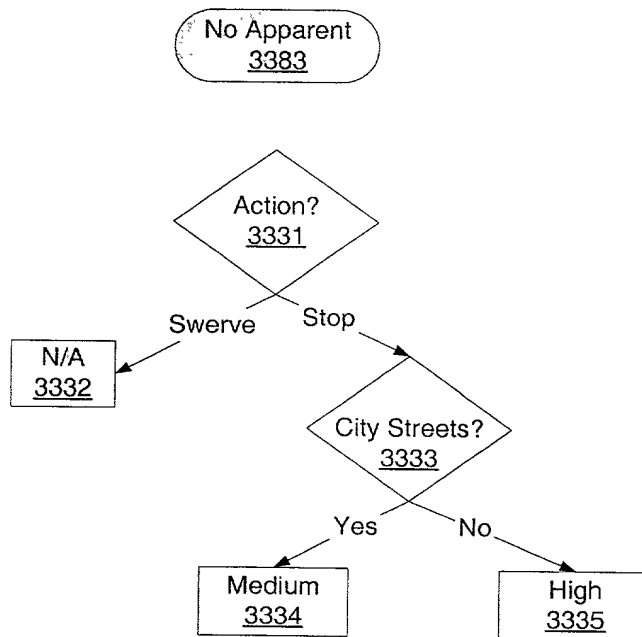 No Apparent
3383
Action?
3331
Swerve
Stop
N/A
3332
City Streets?
3333
Yes
No
Medium
3334
High
3335